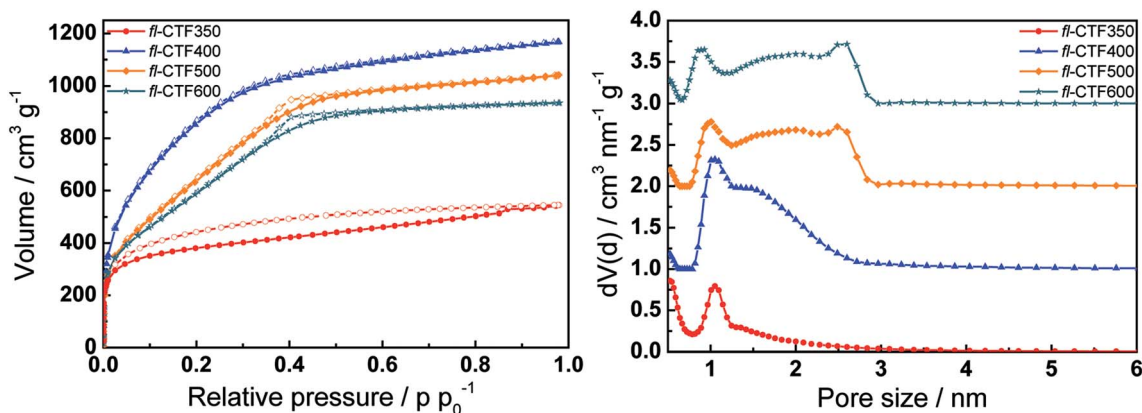 fl-CTF350
fl-CTF400
fl-CTF500
fl-CTF600
1200
1000
800
600
400
200
0
0.0 0.2 0.4 0.6 0.8 1.0
Volume / cm³ g⁻¹
Relative pressure / p p₀⁻¹
fl-CTF350
fl-CTF400
fl-CTF500
fl-CTF600
4.0
3.5
3.0
2.5
2.0
1.5
1.0
0.5
0.0
1 2 3 4 5 6
dV(d) / cm³ nm⁻¹ g⁻¹
Pore size / nm